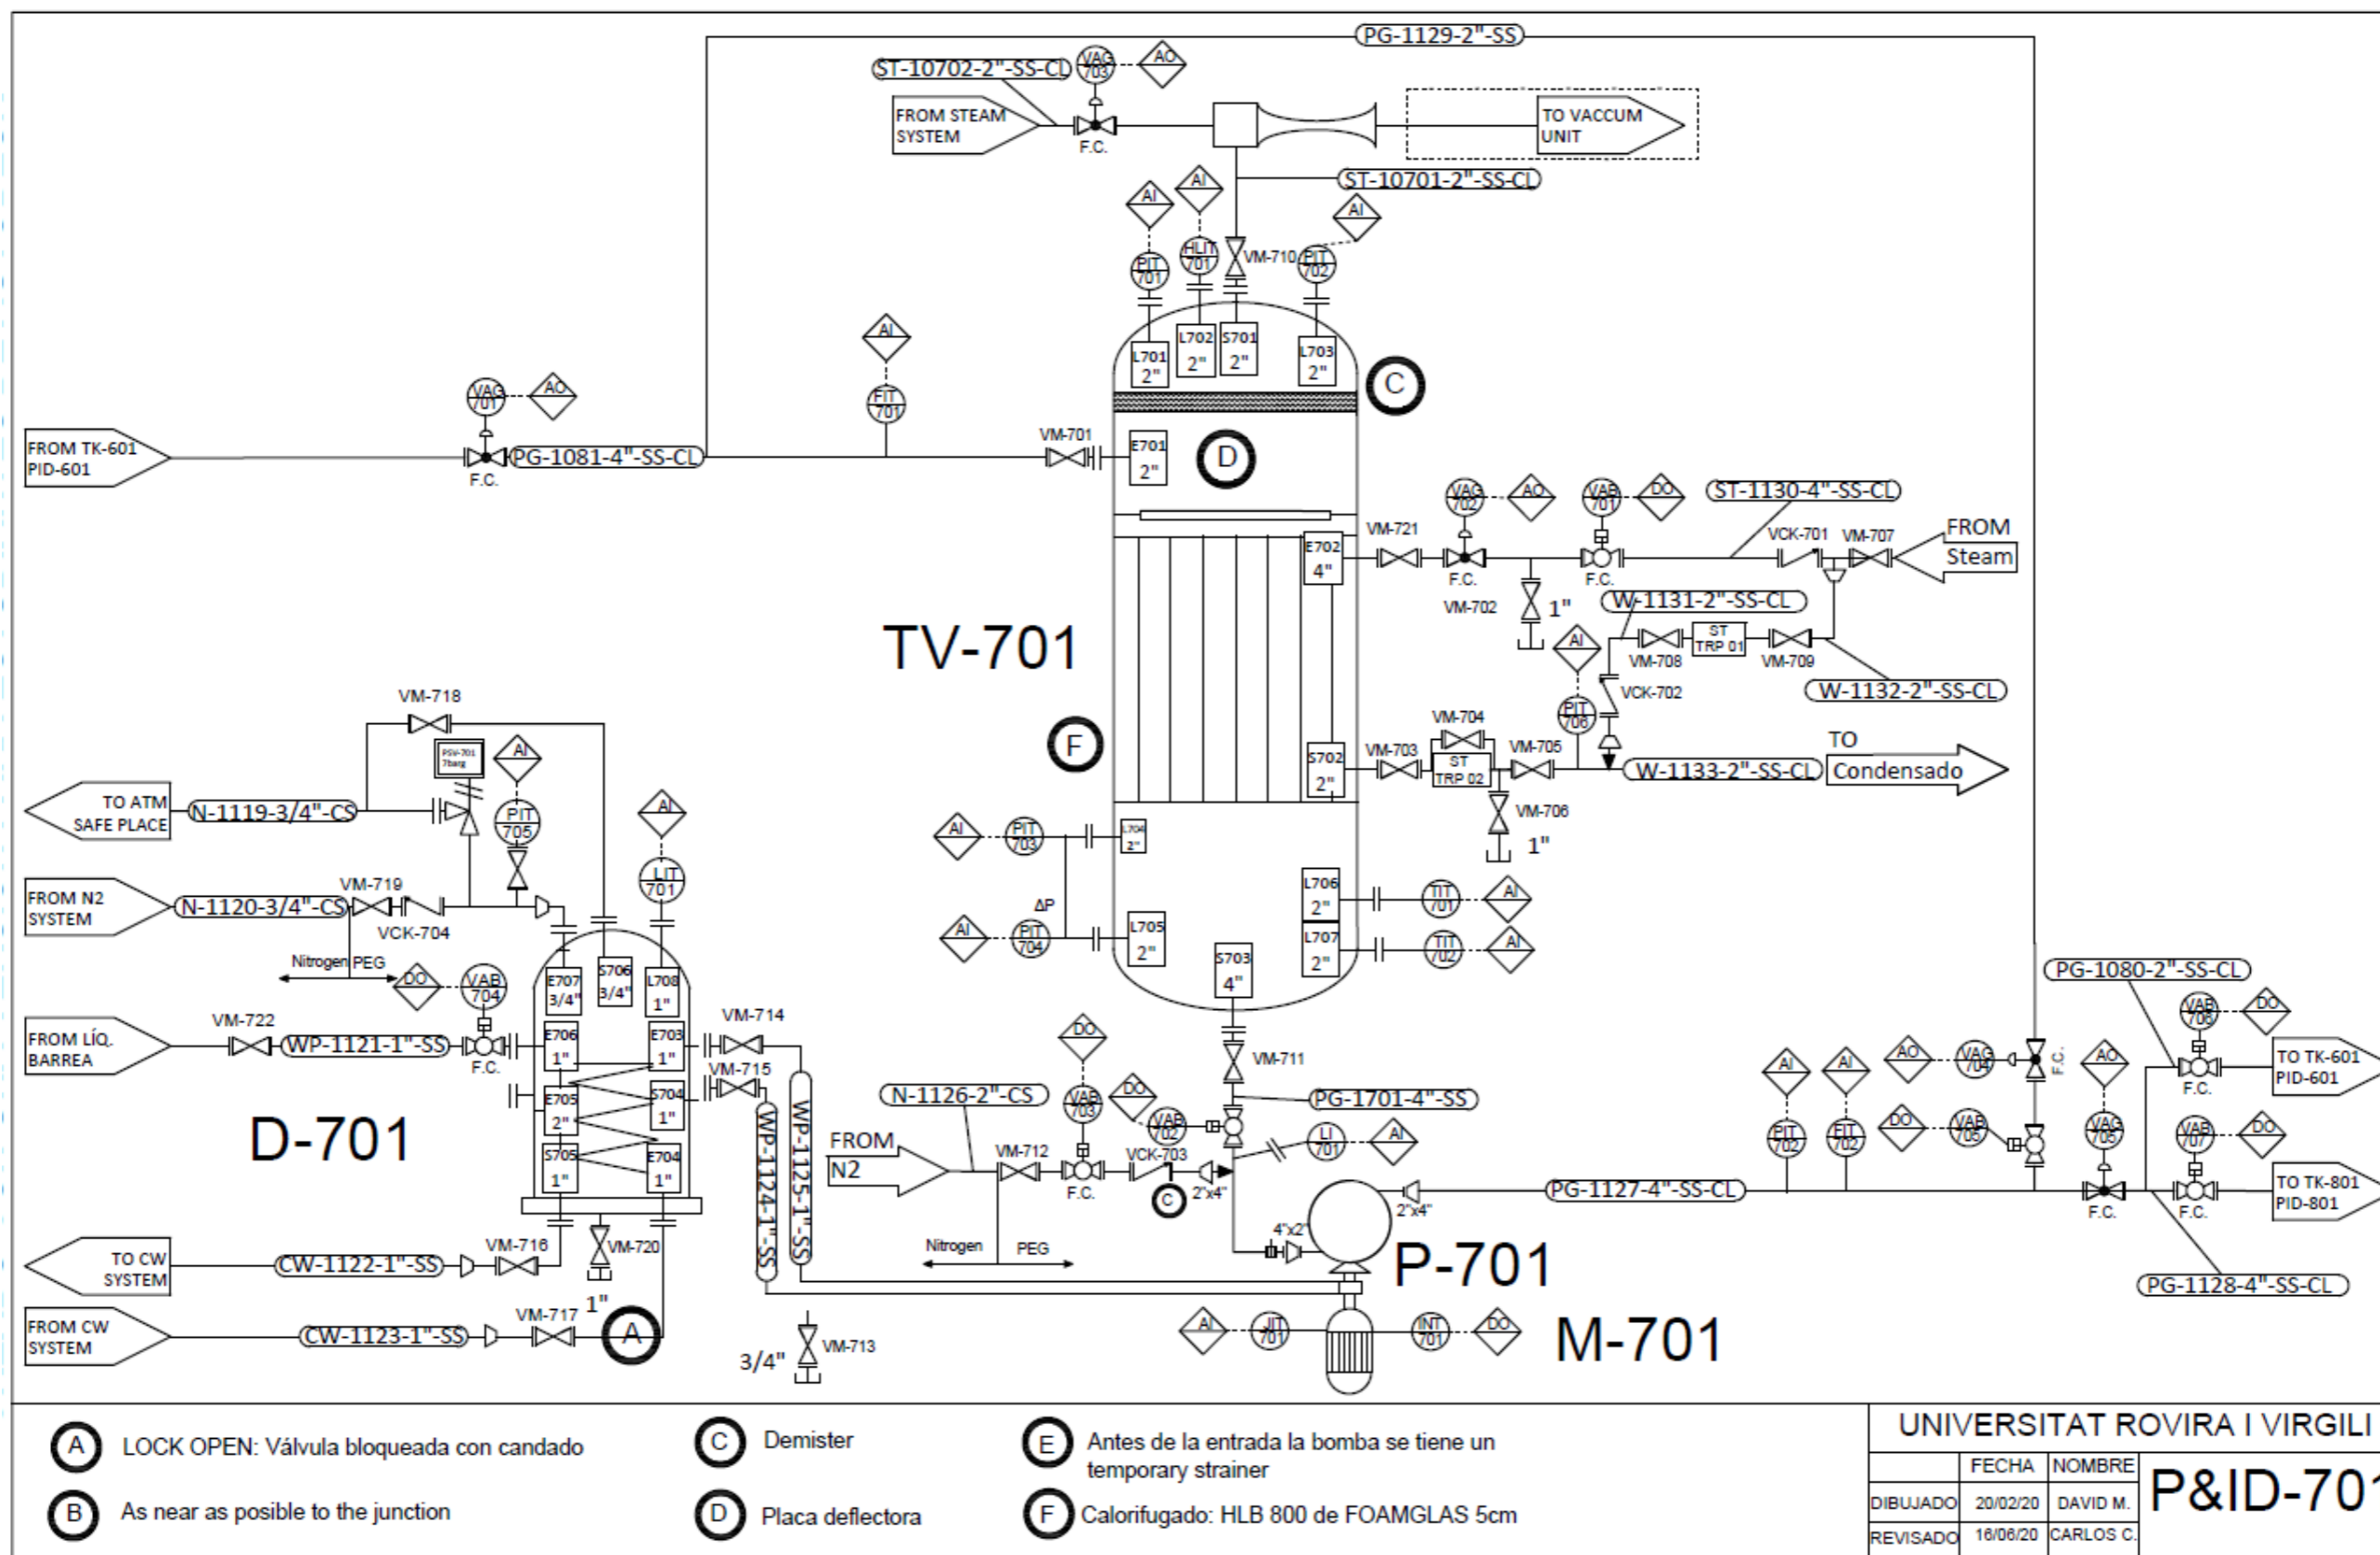 PG-1129-2"-SS
ST-10702-2"-SS-CL
VAG
703
AO
FROM STEAM
SYSTEM
F.C.
TO VACCUM
UNIT
ST-10701-2"-SS-CL
AI
AI
AI
PIT
701
HLIT
701
VM-710
PIT
702
L701
2"
L702
2"
S701
2"
L703
2"
C
AI
VAG
701
AO
FIT
701
FROM TK-601
PID-601
F.C.
PG-1081-4"-SS-CL
VM-701
E701
2"
D
VAG
702
AO
VAB
701
DO
ST-1130-4"-SS-CL
VM-721
VCK-701
VM-707
FROM
Steam
E702
4"
F.C.
F.C.
VM-702
1"
W-1131-2"-SS-CL
TV-701
AI
VM-708
ST
TRP 01
VM-709
VCK-702
W-1132-2"-SS-CL
VM-718
PIT
706
VM-704
F
VM-703
VM-705
TO
Condensado
PSV-701
7barg
AI
S702
2"
ST
TRP 02
W-1133-2"-SS-CL
TO ATM
SAFE PLACE
N-1119-3/4"-CS
AI
PIT
705
VM-706
1"
AI
PIT
703
L704
2"
FROM N2
SYSTEM
N-1120-3/4"-CS
VM-719
VCK-704
LIT
701
ΔP
AI
PIT
704
L705
2"
L706
2"
TIT
701
AI
L707
2"
TIT
702
AI
Nitrogen
PEG
DO
VAB
704
E707
3/4"
S706
3/4"
L708
1"
S703
4"
PG-1080-2"-SS-CL
FROM LÍQ.
BARREA
VM-722
WP-1121-1"-SS
F.C.
E706
1"
E703
1"
VM-714
VM-715
DO
VM-711
VAB
706
DO
AO
VAG
704
F.C.
AO
F.C.
TO TK-601
PID-601
AI
AI
D-701
E705
2"
S704
1"
S705
1"
E704
1"
WP-1124-1"-SS
WP-1125-1"-SS
N-1126-2"-CS
VAB
703
DO
VAB
702
PG-1701-4"-SS
LI
701
AI
PIT
702
FIT
702
DO
VAB
705
VAG
705
VAB
707
DO
FROM
N2
VM-712
F.C.
VCK-703
C
2"x4"
2"x4"
PG-1127-4"-SS-CL
F.C.
F.C.
TO TK-801
PID-801
4"x2"
Nitrogen
PEG
P-701
PG-1128-4"-SS-CL
TO CW
SYSTEM
CW-1122-1"-SS
VM-716
VM-720
1"
FROM CW
SYSTEM
CW-1123-1"-SS
VM-717
A
3/4"
VM-713
AI
JIT
701
INT
701
DO
M-701
A
LOCK OPEN: Válvula bloqueada con candado
B
As near as posible to the junction
C
Demister
D
Placa deflectora
E
Antes de la entrada la bomba se tiene un
temporary strainer
F
Calorifugado: HLB 800 de FOAMGLAS 5cm
UNIVERSITAT ROVIRA I VIRGILI
FECHA NOMBRE
DIBUJADO 20/02/20 DAVID M.
REVISADO 16/06/20 CARLOS C.
P&ID-701